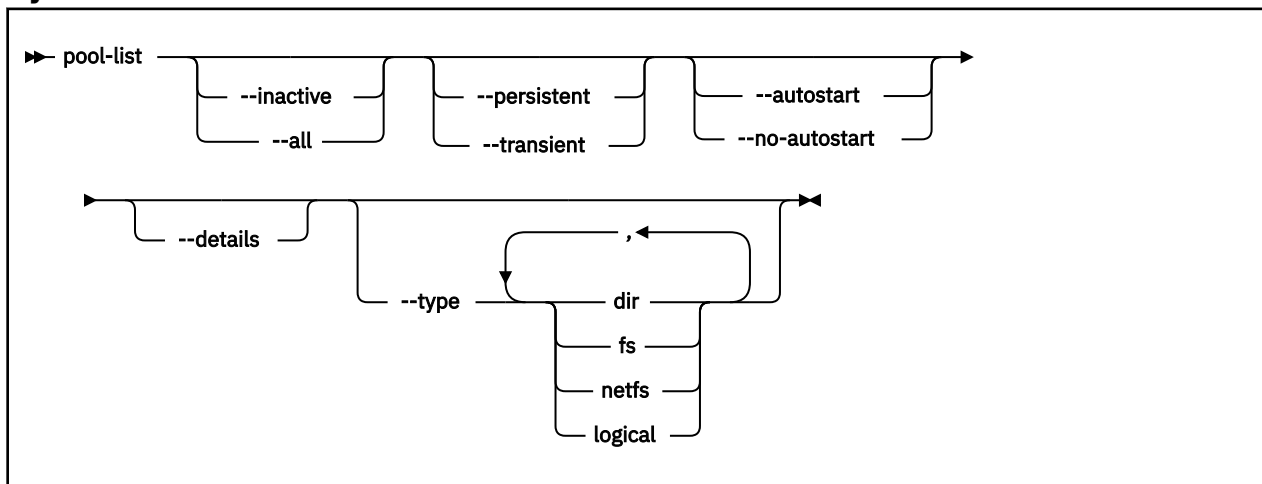 pool-list
--inactive --persistent --autostart
--all --transient --no-autostart
--details
,
--type dir
fs
netfs
logical